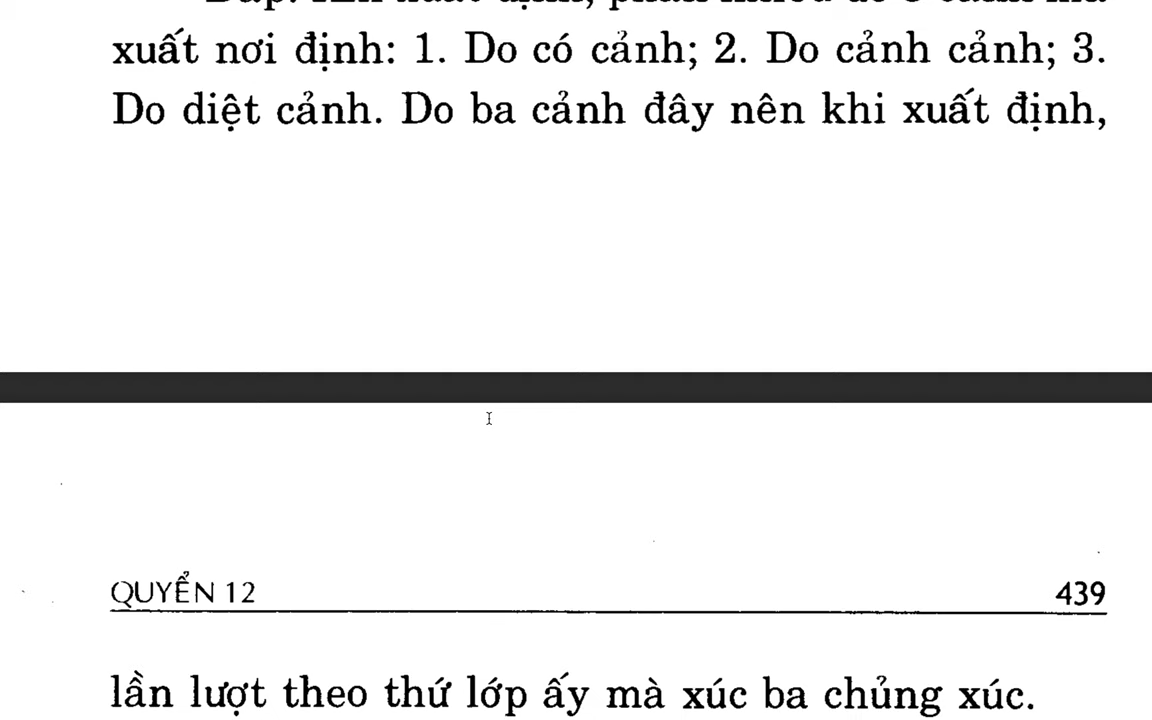 xuất nơi định: 1. Do có cảnh; 2. Do cảnh cảnh; 3.
Do diệt cảnh. Do ba cảnh đây nên khi xuất định,
QUYỂN 12 439
lần lượt theo thứ lớp ấy mà xúc ba chủng xúc.